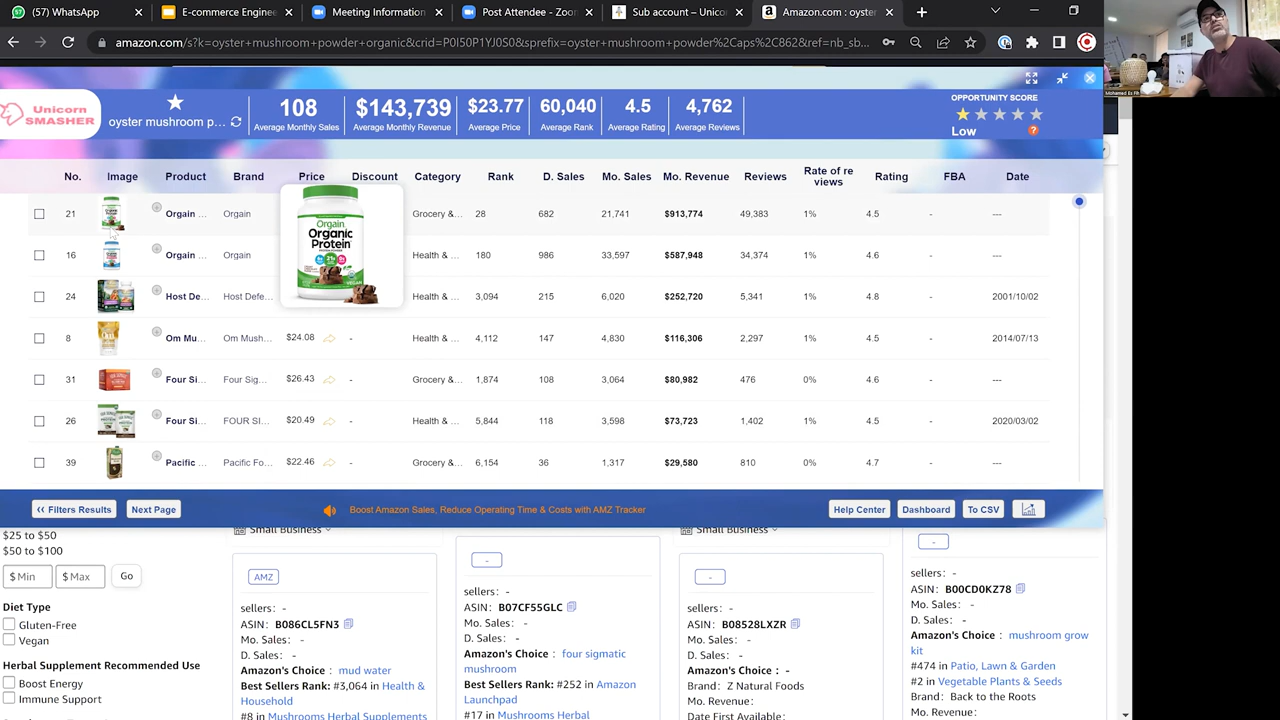 (57) WhatsApp
E-commerce Engine
Meeting Information
Post Attendee - Zoo
Sub account – Uni
Amazon.com : oyste
amazon.com/s?k=oyster+mushroom+powder+organic&crid=P0I50P1YJ0S0&sprefix=oyster+mushroom+powder%2Caps%2C862&ref=nb_sb...
Unicorn
SMASHER
oyster mushroom p...
108
Average Monthly Sales
$143,739
Average Monthly Revenue
$23.77
Average Price
60,040
Average Rank
4.5
Average Rating
4,762
Average Reviews
OPPORTUNITY SCORE
Low
?
No. Image Product Brand Price Discount Category Rank D. Sales Mo. Sales Mo. Revenue Reviews Rate of re views Rating FBA Date
21 Orgain ... Orgain Grocery &... 28 682 21,741 $913,774 49,383 1% 4.5 - ---
16 Orgain ... Orgain Health & ... 180 986 33,597 $587,948 34,374 1% 4.6 - ---
24 Host De... Host Defe... Health & ... 3,094 215 6,020 $252,720 5,341 1% 4.8 - 2001/10/02
8 Om Mu... Om Mush... $24.08 - Health & ... 4,112 147 4,830 $116,306 2,297 1% 4.5 - 2014/07/13
31 Four Si... Four Sig... $26.43 - Grocery &... 1,874 108 3,064 $80,982 476 0% 4.6 - ---
26 Four Si... FOUR SI... $20.49 - Health & ... 5,844 118 3,598 $73,723 1,402 1% 4.5 - 2020/03/02
39 Pacific ... Pacific Fo... $22.46 - Grocery &... 6,154 36 1,317 $29,580 810 0% 4.7 - ---
Orgain
Organic
Protein
Filters Results
Next Page
Boost Amazon Sales, Reduce Operating Time & Costs with AMZ Tracker
Help Center
Dashboard
To CSV
$25 to $50
$50 to $100
$ Min
$ Max
Go
Diet Type
Gluten-Free
Vegan
Herbal Supplement Recommended Use
Boost Energy
Immune Support
Small Business
AMZ
sellers: -
ASIN: B086CL5FN3
Mo. Sales: -
D. Sales: -
Amazon's Choice : mud water
Best Sellers Rank: #3,064 in Health &
Household
#8 in Mushrooms Herbal Supplements
-
sellers: -
ASIN: B07CF55GLC
Mo. Sales: -
D. Sales: -
Amazon's Choice : four sigmatic
mushroom
Best Sellers Rank: #252 in Amazon
Launchpad
#17 in Mushrooms Herbal
Small Business
-
sellers: -
ASIN: B08528LXZR
Mo. Sales: -
D. Sales: -
Amazon's Choice : -
Brand: Z Natural Foods
Mo. Revenue:
Date First Available:
-
sellers: -
ASIN: B00CD0KZ78
Mo. Sales: -
D. Sales: -
Amazon's Choice : mushroom grow
kit
#474 in Patio, Lawn & Garden
#2 in Vegetable Plants & Seeds
Brand: Back to the Roots
Mo. Revenue: